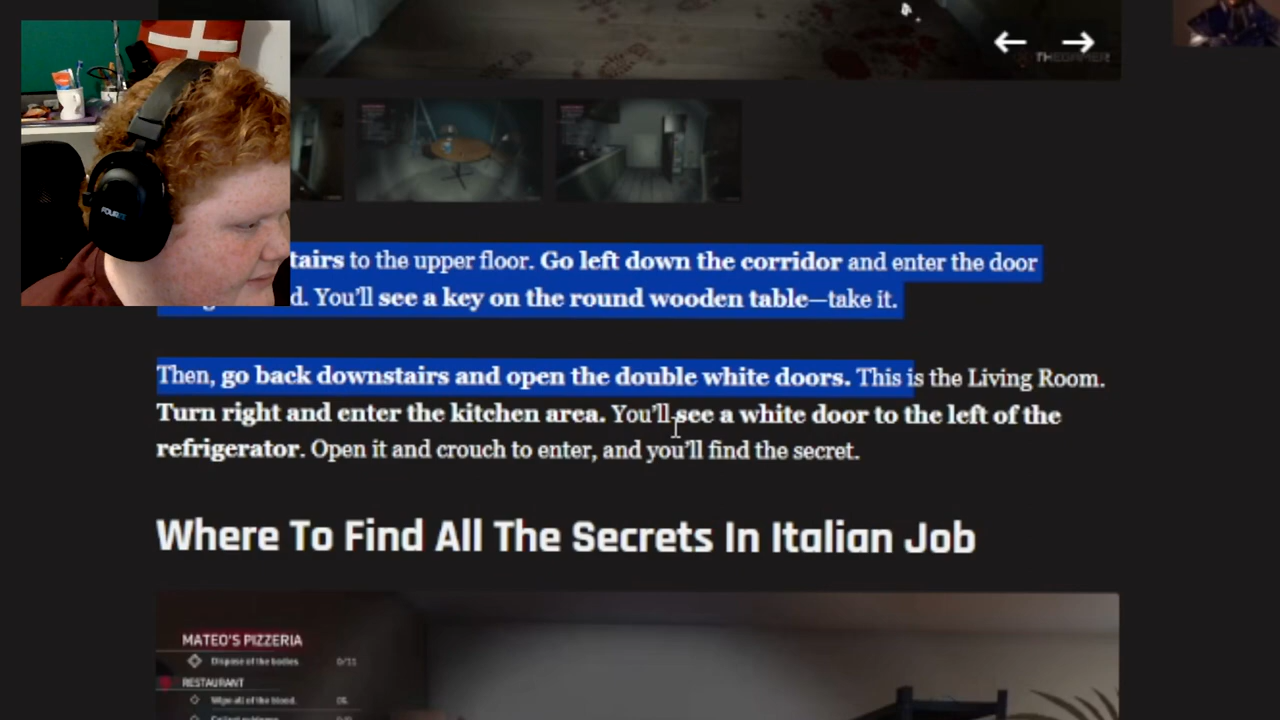 THEGAMER
tairs to the upper floor. Go left down the corridor and enter the door
d. You'll see a key on the round wooden table—take it.
Then, go back downstairs and open the double white doors. This is the Living Room.
Turn right and enter the kitchen area. You'll see a white door to the left of the
refrigerator. Open it and crouch to enter, and you'll find the secret.
Where To Find All The Secrets In Italian Job
MATEO'S PIZZERIA
Dispose of the bodies 0/11
RESTAURANT
Wipe all of the blood.